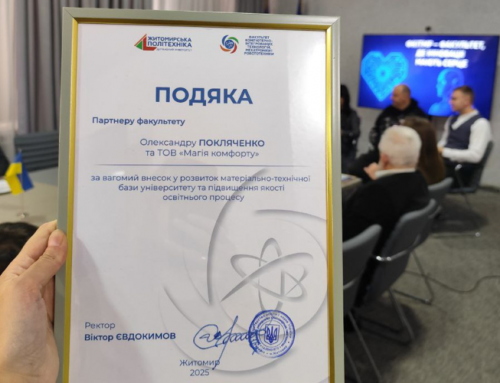 ЖИТОМИРСЬКА
ПОЛІТЕХНІКА
ПОДЯКА
Партнеру факультету
Олександру ПОКЛЯЧЕНКО
та ТОВ «Магія комфорту»
за вагомий внесок у розвиток матеріально-технічної
бази університету та підвищення якості
освітнього процесу
Ректор
Віктор ЄВДОКИМОВ
Житомир
2025
ФАКУЛЬТЕТ,